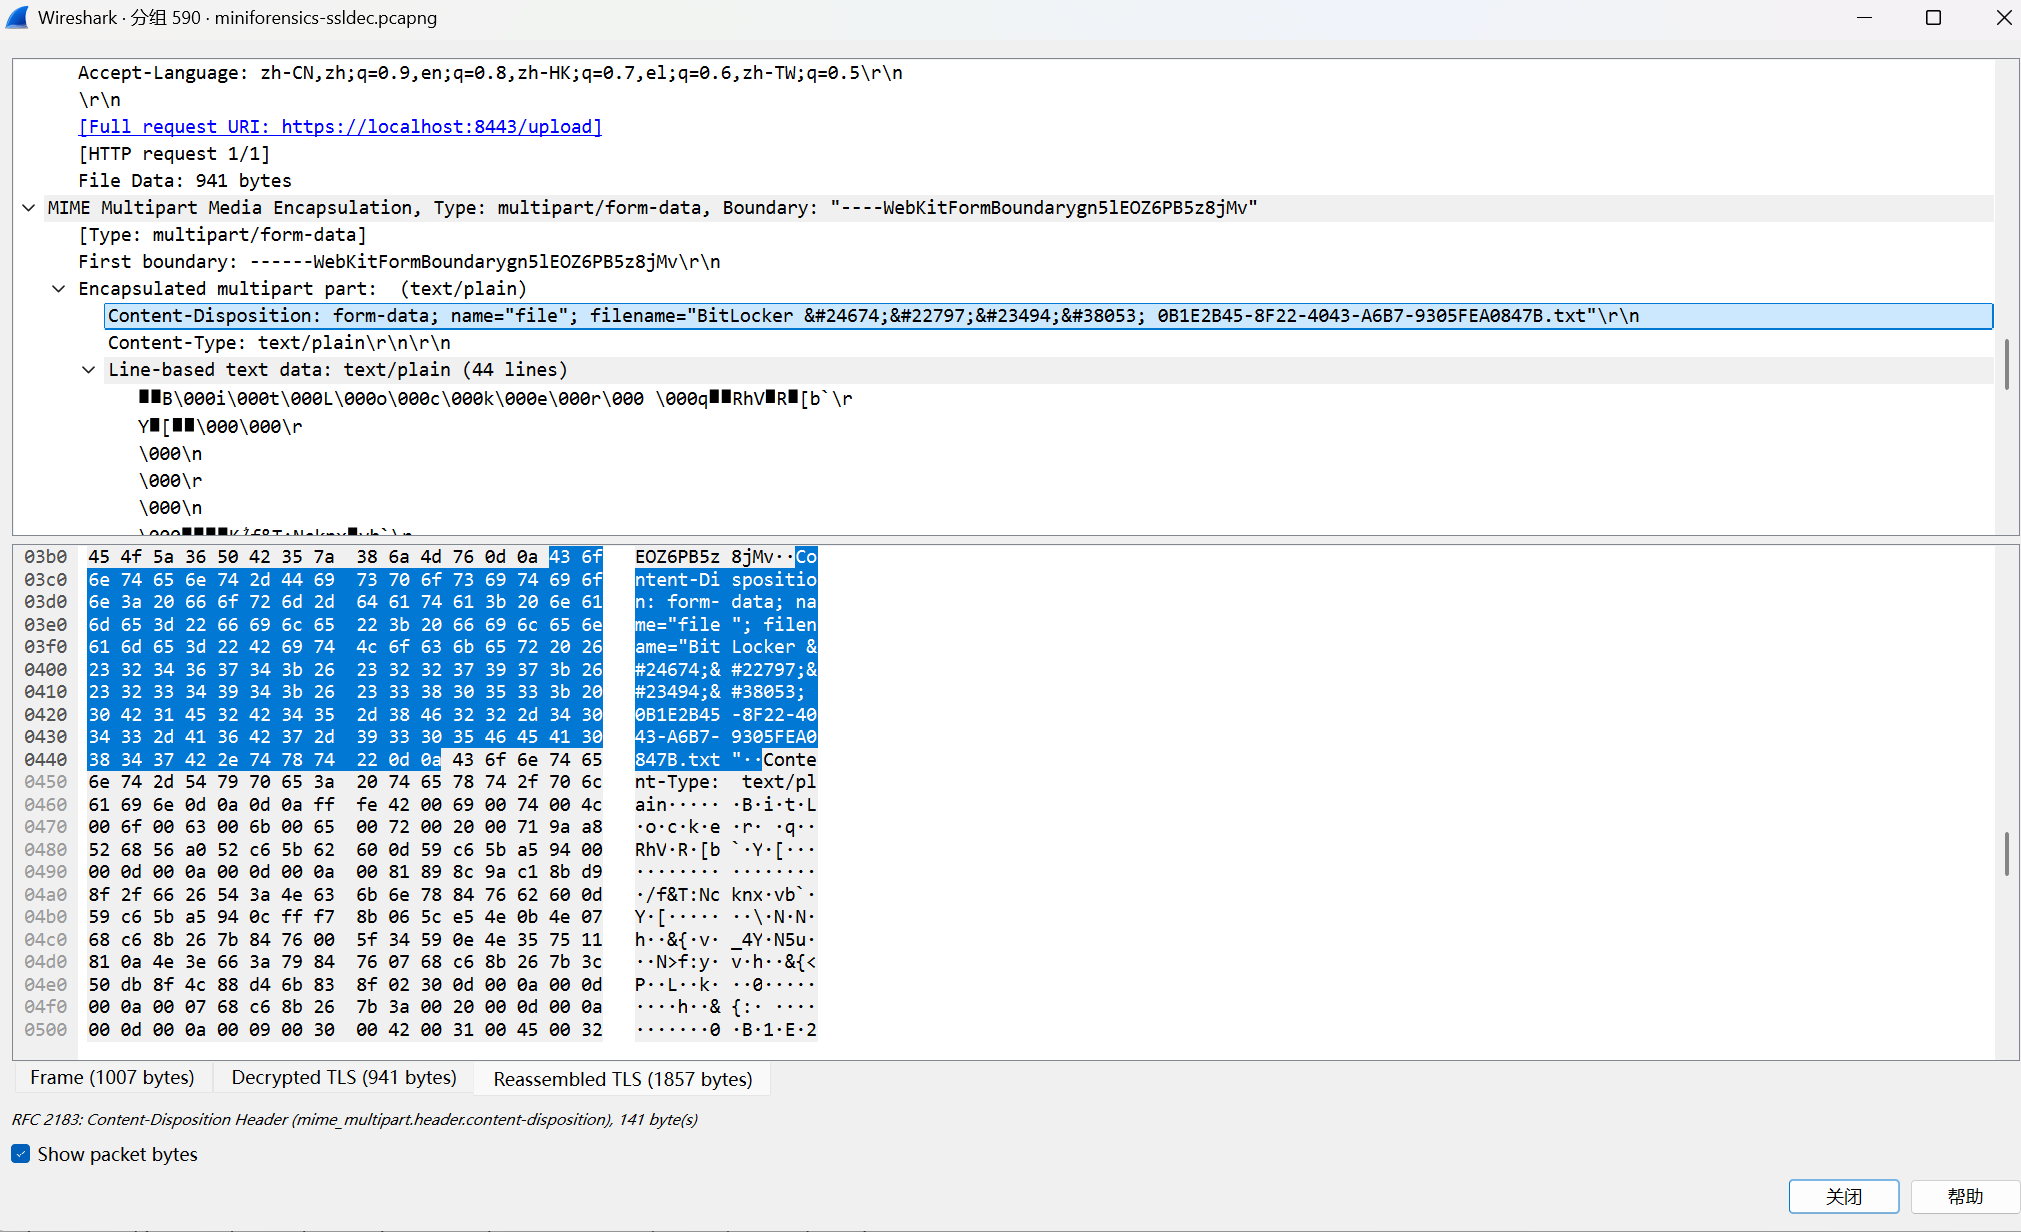 Wireshark · 分组 590 · miniforensics-ssldec.pcapng
Accept-Language: zh-CN,zh;q=0.9,en;q=0.8,zh-HK;q=0.7,el;q=0.6,zh-TW;q=0.5\r\n
\r\n
[Full request URI: https://localhost:8443/upload]
[HTTP request 1/1]
File Data: 941 bytes
MIME Multipart Media Encapsulation, Type: multipart/form-data, Boundary: "----WebKitFormBoundarygn5lEOZ6PB5z8jMv"
[Type: multipart/form-data]
First boundary: ------WebKitFormBoundarygn5lEOZ6PB5z8jMv\r\n
Encapsulated multipart part:  (text/plain)
Content-Disposition: form-data; name="file"; filename="BitLocker &#24674;&#22797;&#23494;&#38053; 0B1E2B45-8F22-4043-A6B7-9305FEA0847B.txt"\r\n
Content-Type: text/plain\r\n\r\n
Line-based text data: text/plain (44 lines)
■■B\000i\000t\000L\000o\000c\000k\000e\000r\000 \000q■■RhV■R■[b`\r
Y■[■■\000\000\r
\000\n
\000\r
\000\n
03b0 45 4f 5a 36 50 42 35 7a 38 6a 4d 76 0d 0a 43 6f EOZ6PB5z 8jMv··Co
03c0 6e 74 65 6e 74 2d 44 69 73 70 6f 73 69 74 69 6f ntent-Di spositio
03d0 6e 3a 20 66 6f 72 6d 2d 64 61 74 61 3b 20 6e 61 n: form- data; na
03e0 6d 65 3d 22 66 69 6c 65 22 3b 20 66 69 6c 65 6e me="file "; filen
03f0 61 6d 65 3d 22 42 69 74 4c 6f 63 6b 65 72 20 26 ame="Bit Locker &
0400 23 32 34 36 37 34 3b 26 23 32 32 37 39 37 3b 26 #24674;& #22797;&
0410 23 32 33 34 39 34 3b 26 23 33 38 30 35 33 3b 20 #23494;& #38053;
0420 30 42 31 45 32 42 34 35 2d 38 46 32 32 2d 34 30 0B1E2B45 -8F22-40
0430 34 33 2d 41 36 42 37 2d 39 33 30 35 46 45 41 30 43-A6B7- 9305FEA0
0440 38 34 37 42 2e 74 78 74 22 0d 0a 43 6f 6e 74 65 847B.txt "··Conte
0450 6e 74 2d 54 79 70 65 3a 20 74 65 78 74 2f 70 6c nt-Type:  text/pl
0460 61 69 6e 0d 0a 0d 0a ff fe 42 00 69 00 74 00 4c ain····· ·B·i·t·L
0470 00 6f 00 63 00 6b 00 65 00 72 00 20 00 71 9a a8 ·o·c·k·e ·r· ·q··
0480 52 68 56 a0 52 c6 5b 62 60 0d 59 c6 5b a5 94 00 RhV·R·[b `·Y·[···
0490 00 0d 00 0a 00 0d 00 0a 00 81 89 8c 9a c1 8b d9 ········ ········
04a0 8f 2f 66 26 54 3a 4e 63 6b 6e 78 84 76 62 60 0d ·/f&T:Nc knx·vb`·
04b0 59 c6 5b a5 94 0c ff f7 8b 06 5c e5 4e 0b 4e 07 Y·[····· ··\·N·N·
04c0 68 c6 8b 26 7b 84 76 00 5f 34 59 0e 4e 35 75 11 h··&{·v· _4Y·N5u·
04d0 81 0a 4e 3e 66 3a 79 84 76 07 68 c6 8b 26 7b 3c ··N>f:y· v·h··&{<
04e0 50 db 8f 4c 88 d4 6b 83 8f 02 30 0d 00 0a 00 0d P··L··k· ··0·····
04f0 00 0a 00 07 68 c6 8b 26 7b 3a 00 20 00 0d 00 0a ····h··& {:· ····
0500 00 0d 00 0a 00 09 00 30 00 42 00 31 00 45 00 32 ·······0 ·B·1·E·2
Frame (1007 bytes) Decrypted TLS (941 bytes) Reassembled TLS (1857 bytes)
RFC 2183: Content-Disposition Header (mime_multipart.header.content-disposition), 141 byte(s)
Show packet bytes
关闭 帮助